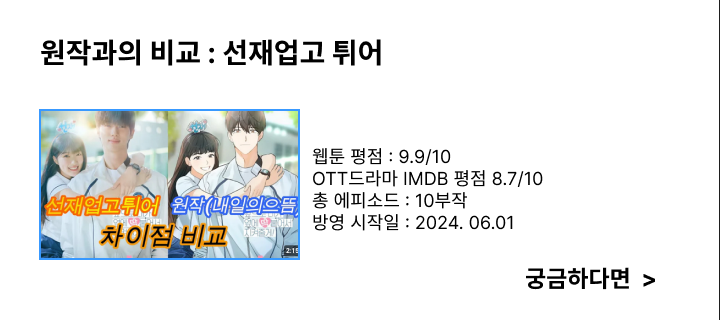 원작과의 비교 : 선재업고 튀어
선재업고튀어
원작(내일의으뜸)
차이점 비교
2:15
웹툰 평점 : 9.9/10
OTT드라마 IMDB 평점 8.7/10
총 에피소드 : 10부작
방영 시작일 : 2024. 06.01
궁금하다면 >